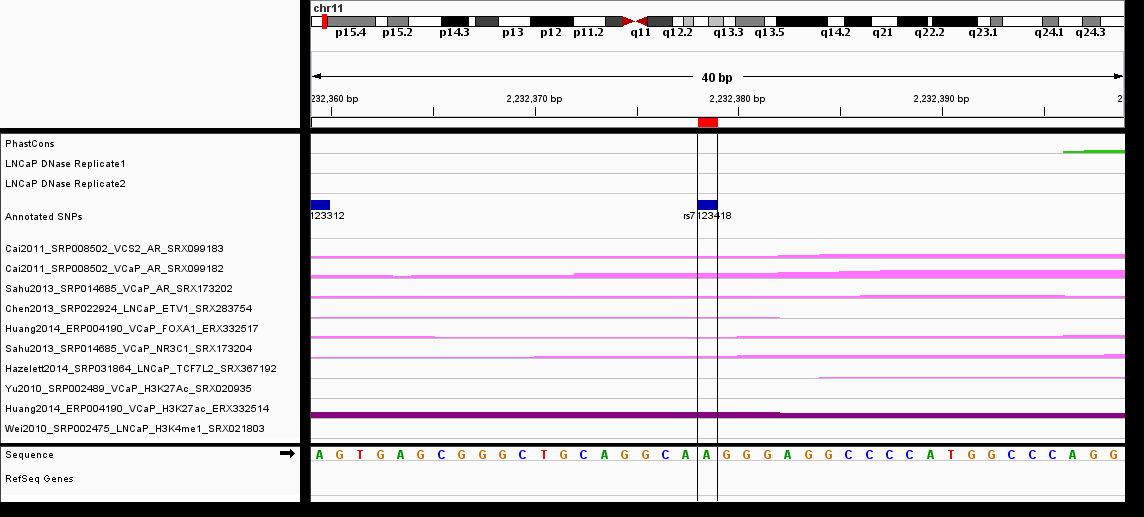 chr11
p15.4 p15.2 p14.3 p13 p12 p11.2 q11 q12.2 q13.3 q13.5 q14.2 q21 q22.2 q23.1 q24.1 q24.3
40 bp
232,360 bp 2,232,370 bp 2,232,380 bp 2,232,390 bp 2
PhastCons
LNCaP DNase Replicate1
LNCaP DNase Replicate2
Annotated SNPs
123312 rs7123418
Cai2011_SRP008502_VCS2_AR_SRX099183
Cai2011_SRP008502_VCaP_AR_SRX099182
Sahu2013_SRP014685_VCaP_AR_SRX173202
Chen2013_SRP022924_LNCaP_ETV1_SRX283754
Huang2014_ERP004190_VCaP_FOXA1_ERX332517
Sahu2013_SRP014685_VCaP_NR3C1_SRX173204
Hazelett2014_SRP031864_LNCaP_TCF7L2_SRX367192
Yu2010_SRP002489_VCaP_H3K27Ac_SRX020935
Huang2014_ERP004190_VCaP_H3K27ac_ERX332514
Wei2010_SRP002475_LNCaP_H3K4me1_SRX021803
Sequence A G T G A G C G G G C T G C A G G C A A G G G A G G C C C C A T G G C C C A G G
RefSeq Genes